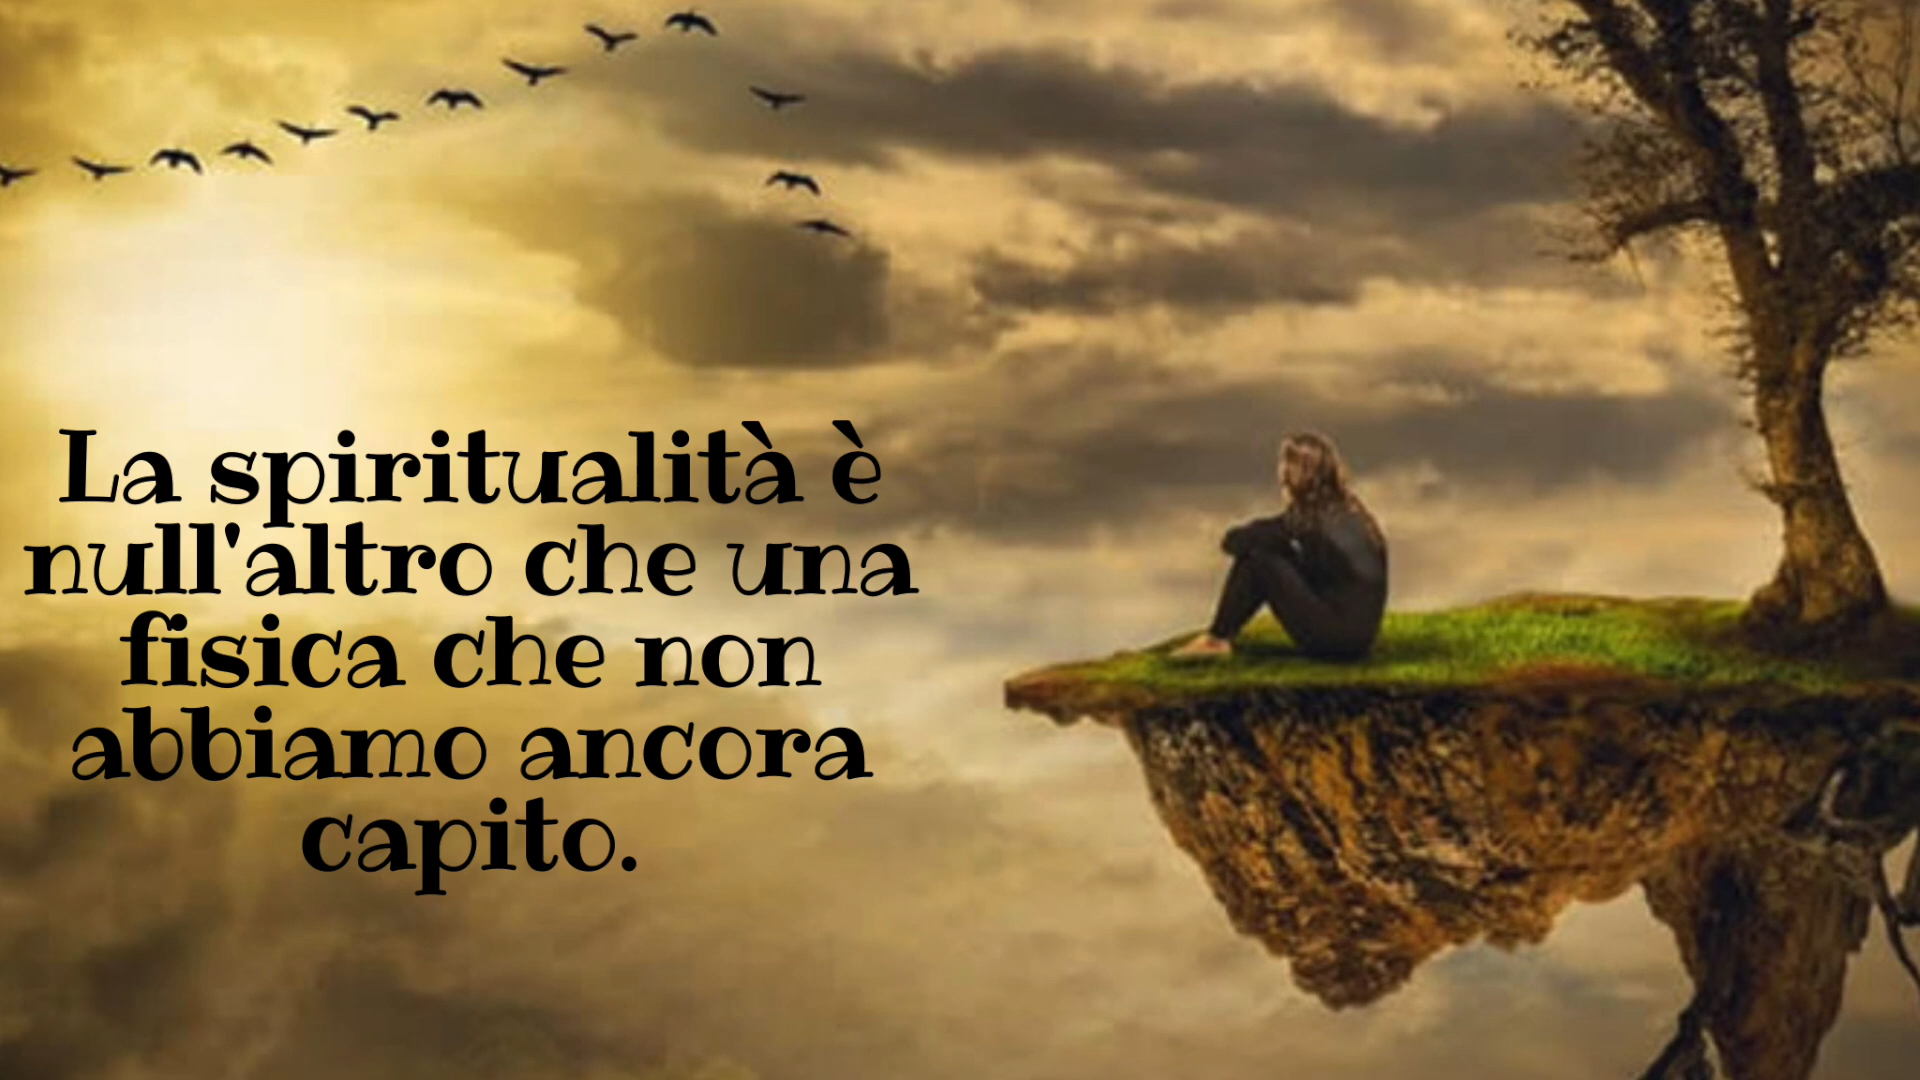 La spiritualità è
null'altro che una
fisica che non
abbiamo ancora
capito.